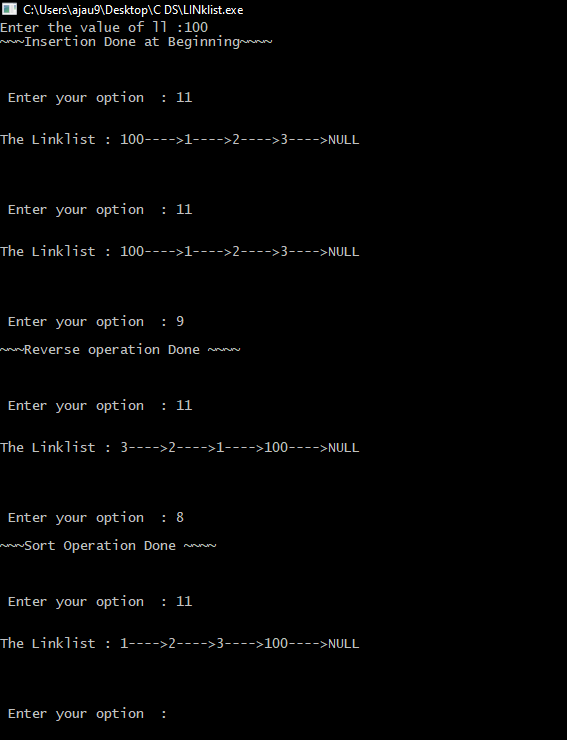 C:\Users\ajau9\Desktop\C DS\LINklist.exe
Enter the value of ll :100
~~~Insertion Done at Beginning~~~~
Enter your option  : 11
The Linklist : 100---->1---->2---->3---->NULL
Enter your option  : 11
The Linklist : 100---->1---->2---->3---->NULL
Enter your option  : 9
~~~Reverse operation Done ~~~~
Enter your option  : 11
The Linklist : 3---->2---->1---->100---->NULL
Enter your option  : 8
~~~Sort Operation Done ~~~~
Enter your option  : 11
The Linklist : 1---->2---->3---->100---->NULL
Enter your option  :